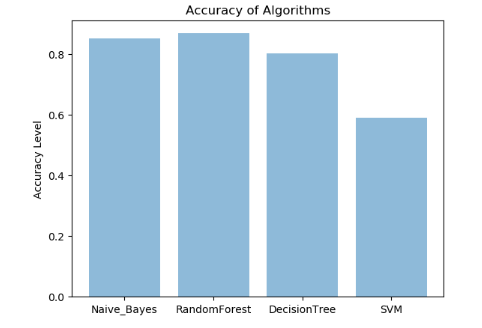 Accuracy of Algorithms
Accuracy Level
0.8
0.6
0.4
0.2
0.0
Naive_Bayes RandomForest DecisionTree SVM